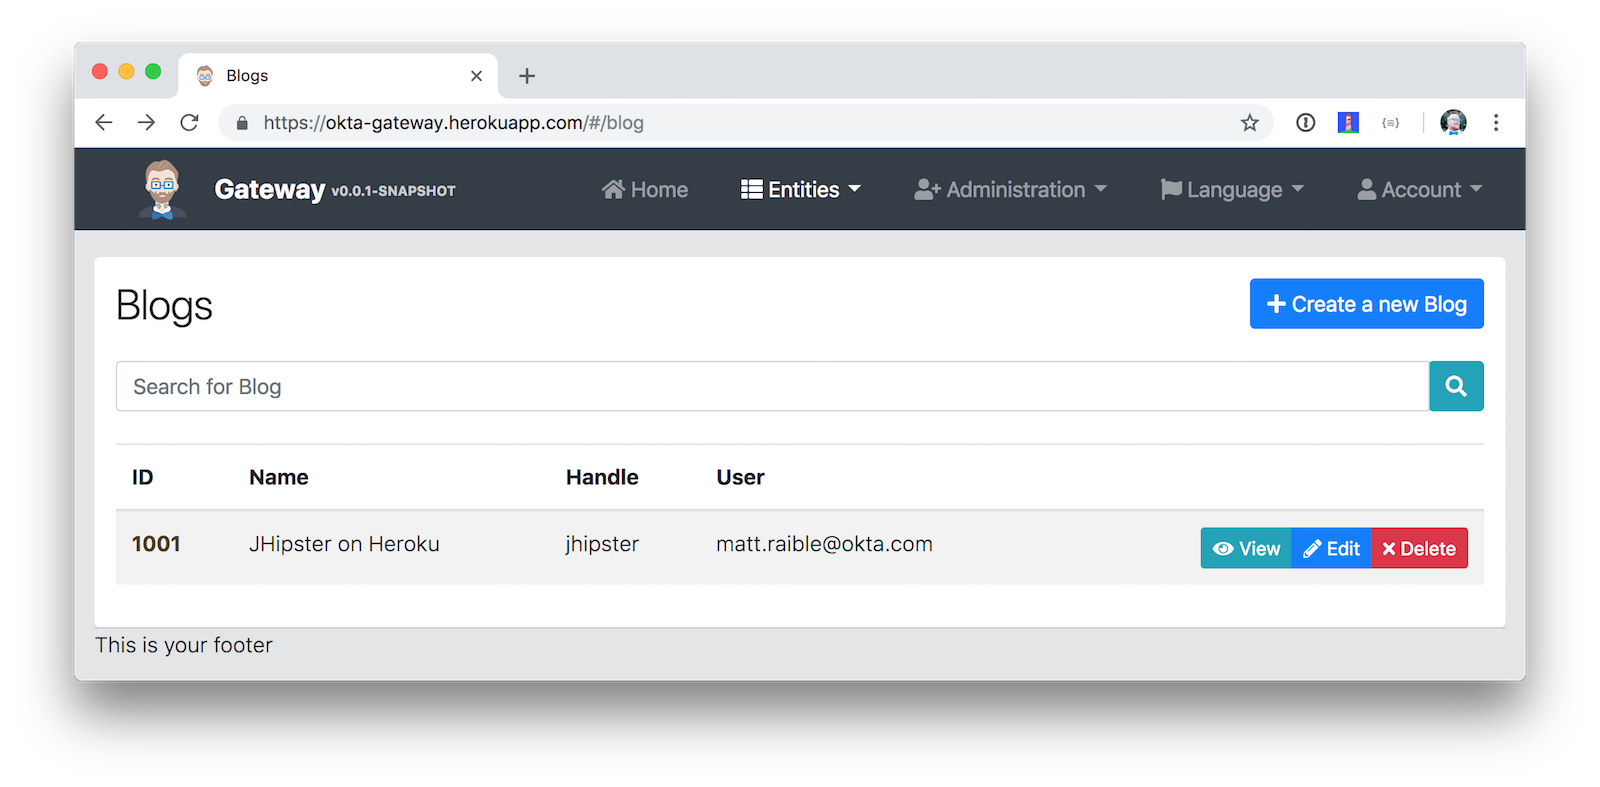 Blogs
https://okta-gateway.herokuapp.com/#/blog
Gateway v0.0.1-SNAPSHOT Home Entities Administration Language Account
Blogs
Create a new Blog
Search for Blog
ID Name Handle User
1001 JHipster on Heroku jhipster matt.raible@okta.com View Edit Delete
This is your footer